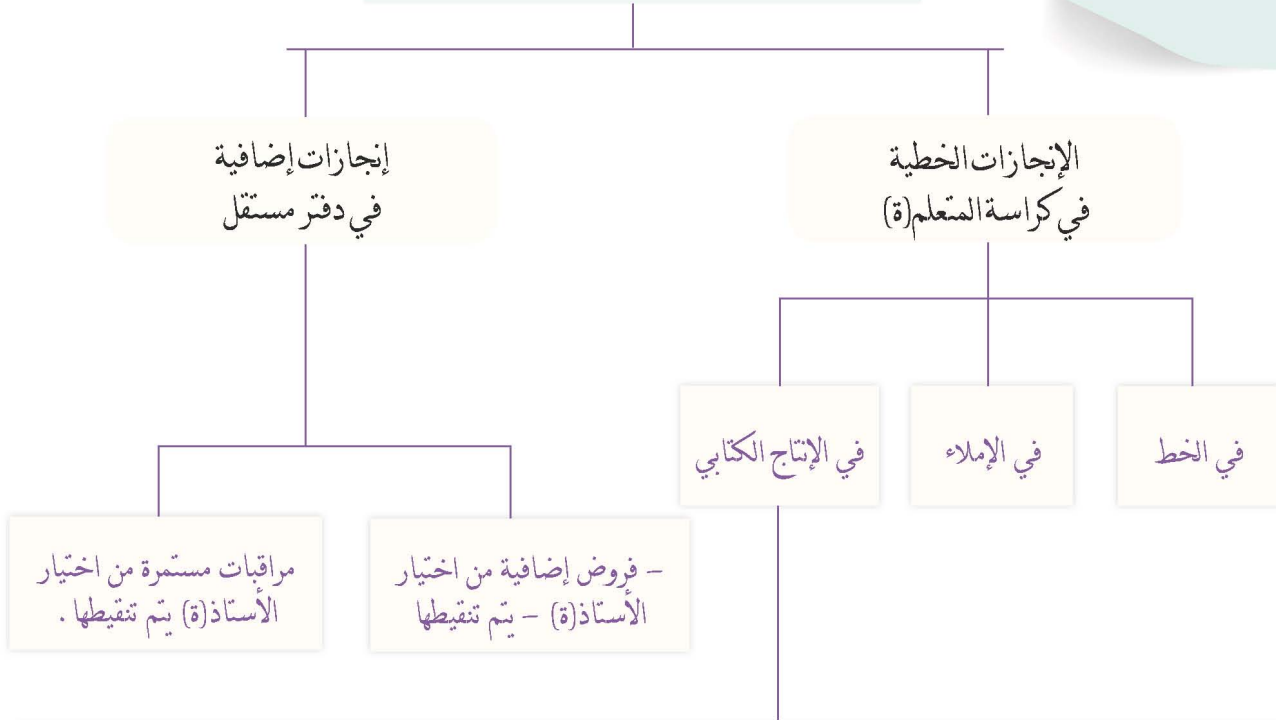 الإنجازات الخطية
في كراسة المتعلم(ة)
إنجازات إضافية
في دفتر مستقل
في الخط
في الإملاء
في الإنتاج الكتابي
– فروض إضافية من اختيار
الأستاذ(ة) – يتم تنقيطها
مراقبات مستمرة من اختيار
الأستاذ(ة) يتم تنقيطها .